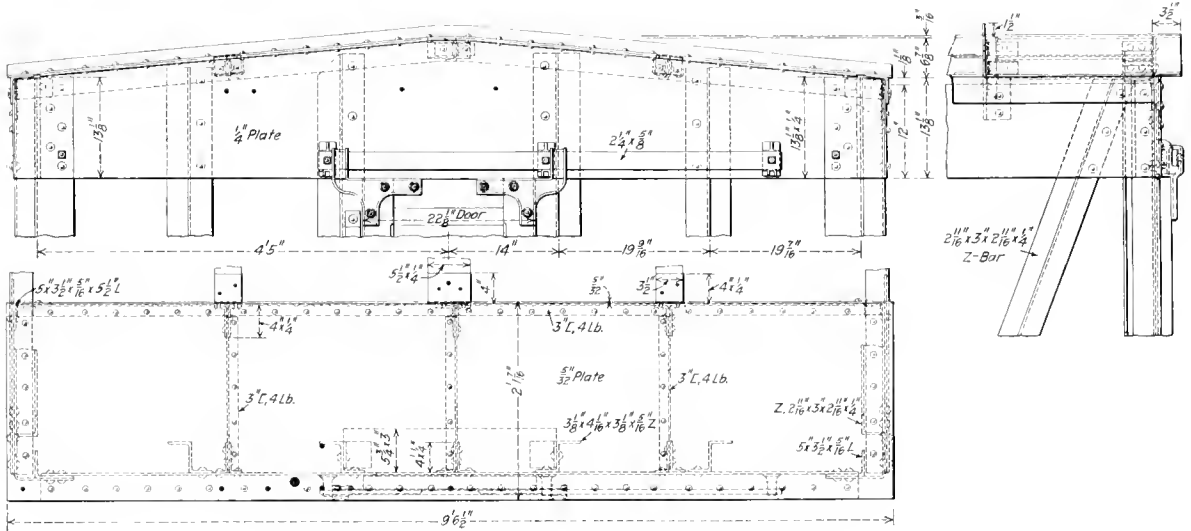 1/2"
3 1/2"
3/16"
1/8"
6 7/8"
13 1/8"
1/4" Plate
2 1/4" x 5/8"
13 1/8" x 1/4"
12"
13 1/8"
22 1/8" Door
4'5"
14"
19 9/16"
19 7/16"
2 11/16" x 3" x 2 11/16" x 1/4"
Z-Bar
5" x 3 1/2" x 5/16" x 5 1/2" L
5 1/2" x 1/4"
4"
5/32"
3 1/2"
4" x 1/4"
4" x 1/4"
3" [, 4 Lb.
2' 7/16"
5/32" Plate
3" [, 4 Lb.
3" [, 4 Lb.
Z, 2 11/16" x 3" x 2 11/16" x 1/4"
3 1/8" x 4 1/16" x 3 1/8" x 5/16" Z
5 1/4" x 3/8"
4" x 1/4"
5" x 3 1/2" x 5/16" L
9' 6 1/2"